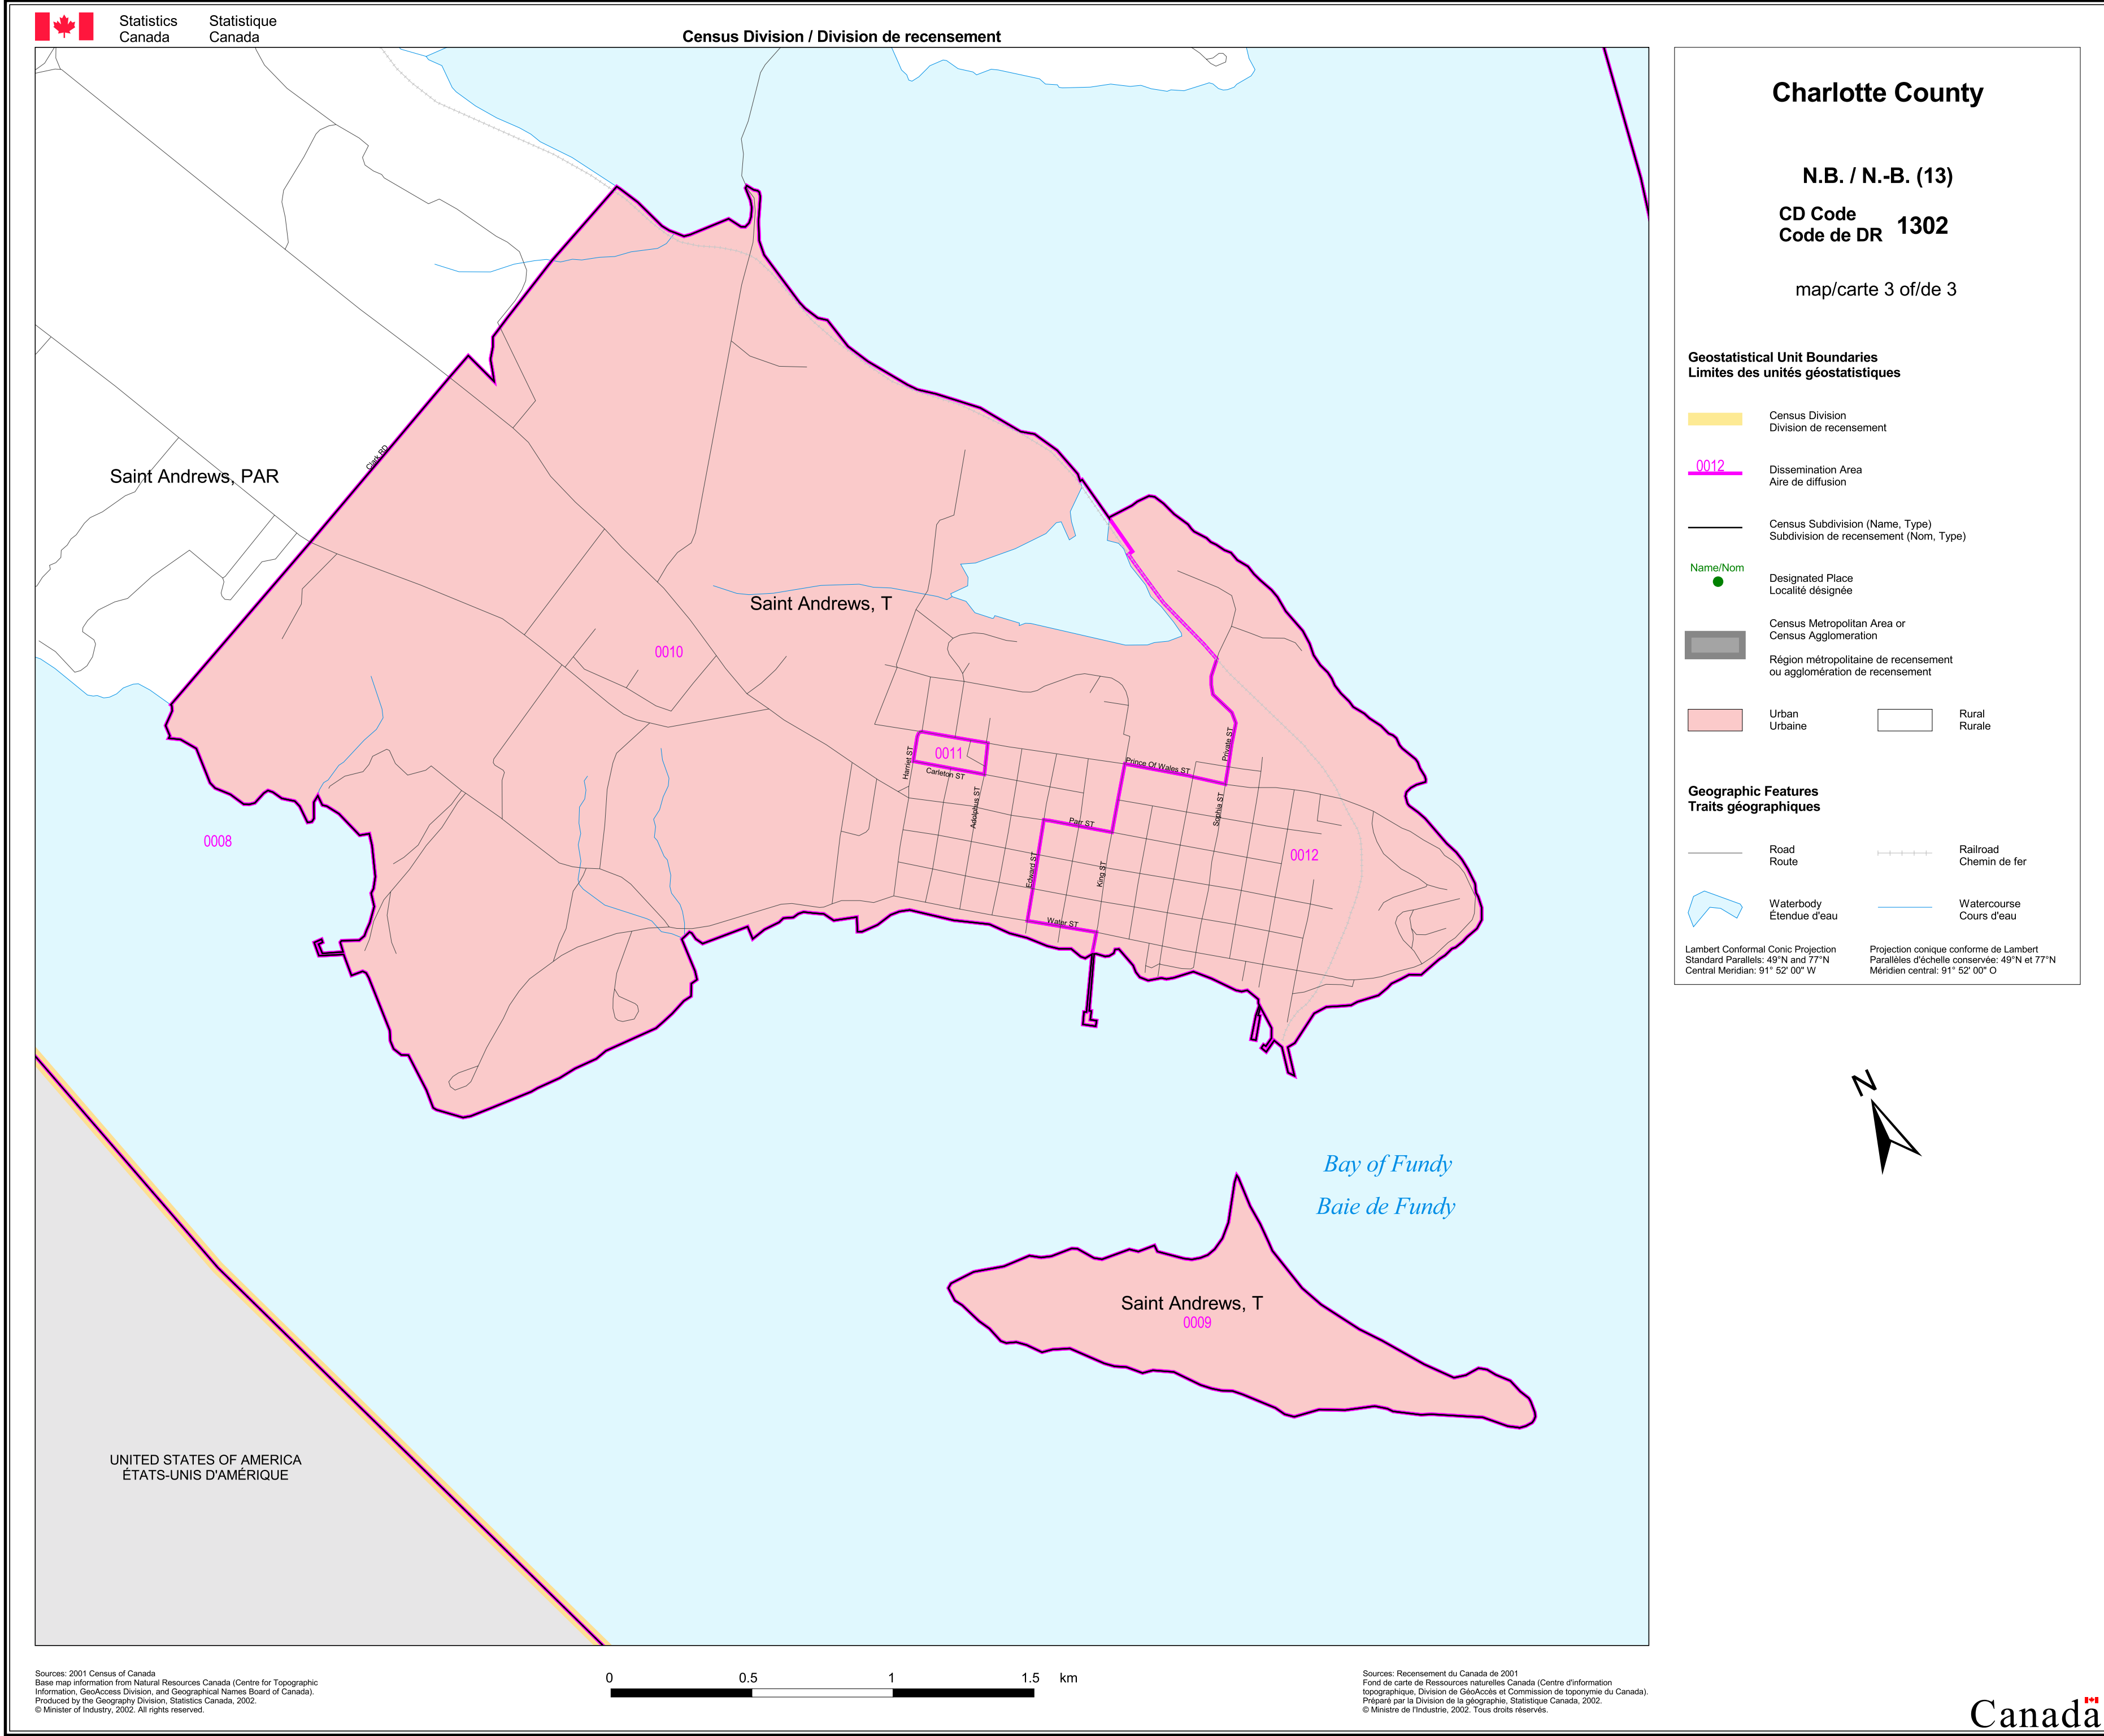 Statistics Statistique
Canada Canada
Census Division / Division de recensement
Charlotte County
N.B. / N.-B. (13)
CD Code
Code de DR 1302
map/carte 3 of/de 3
Geostatistical Unit Boundaries
Limites des unités géostatistiques
Census Division
Division de recensement
0012
Dissemination Area
Aire de diffusion
Census Subdivision (Name, Type)
Subdivision de recensement (Nom, Type)
Name/Nom
Designated Place
Localité désignée
Census Metropolitan Area or
Census Agglomeration
Région métropolitaine de recensement
ou agglomération de recensement
Urban
Urbaine
Rural
Rurale
Geographic Features
Traits géographiques
Road
Route
Railroad
Chemin de fer
Waterbody
Étendue d'eau
Watercourse
Cours d'eau
Lambert Conformal Conic Projection
Standard Parallels: 49°N and 77°N
Central Meridian: 91° 52' 00" W
Projection conique conforme de Lambert
Parallèles d'échelle conservée: 49°N et 77°N
Méridien central: 91° 52' 00" O
N
Clark RD
Saint Andrews, PAR
Saint Andrews, T
0010
0011
Harriet ST
Carleton ST
Adolphus ST
Prince Of Wales ST
Private ST
Sophia ST
Parr ST
Edward ST
King ST
Water ST
0008
0012
Bay of Fundy
Baie de Fundy
Saint Andrews, T
0009
UNITED STATES OF AMERICA
ÉTATS-UNIS D'AMÉRIQUE
Sources: 2001 Census of Canada
Base map information from Natural Resources Canada (Centre for Topographic
Information, GeoAccess Division, and Geographical Names Board of Canada).
Produced by the Geography Division, Statistics Canada, 2002.
© Minister of Industry, 2002. All rights reserved.
0 0.5 1 1.5 km
Sources: Recensement du Canada de 2001
Fond de carte de Ressources naturelles Canada (Centre d'information
topographique, Division de GéoAccès et Commission de toponymie du Canada).
Préparé par la Division de la géographie, Statistique Canada, 2002.
© Ministre de l'Industrie, 2002. Tous droits réservés.
Canada